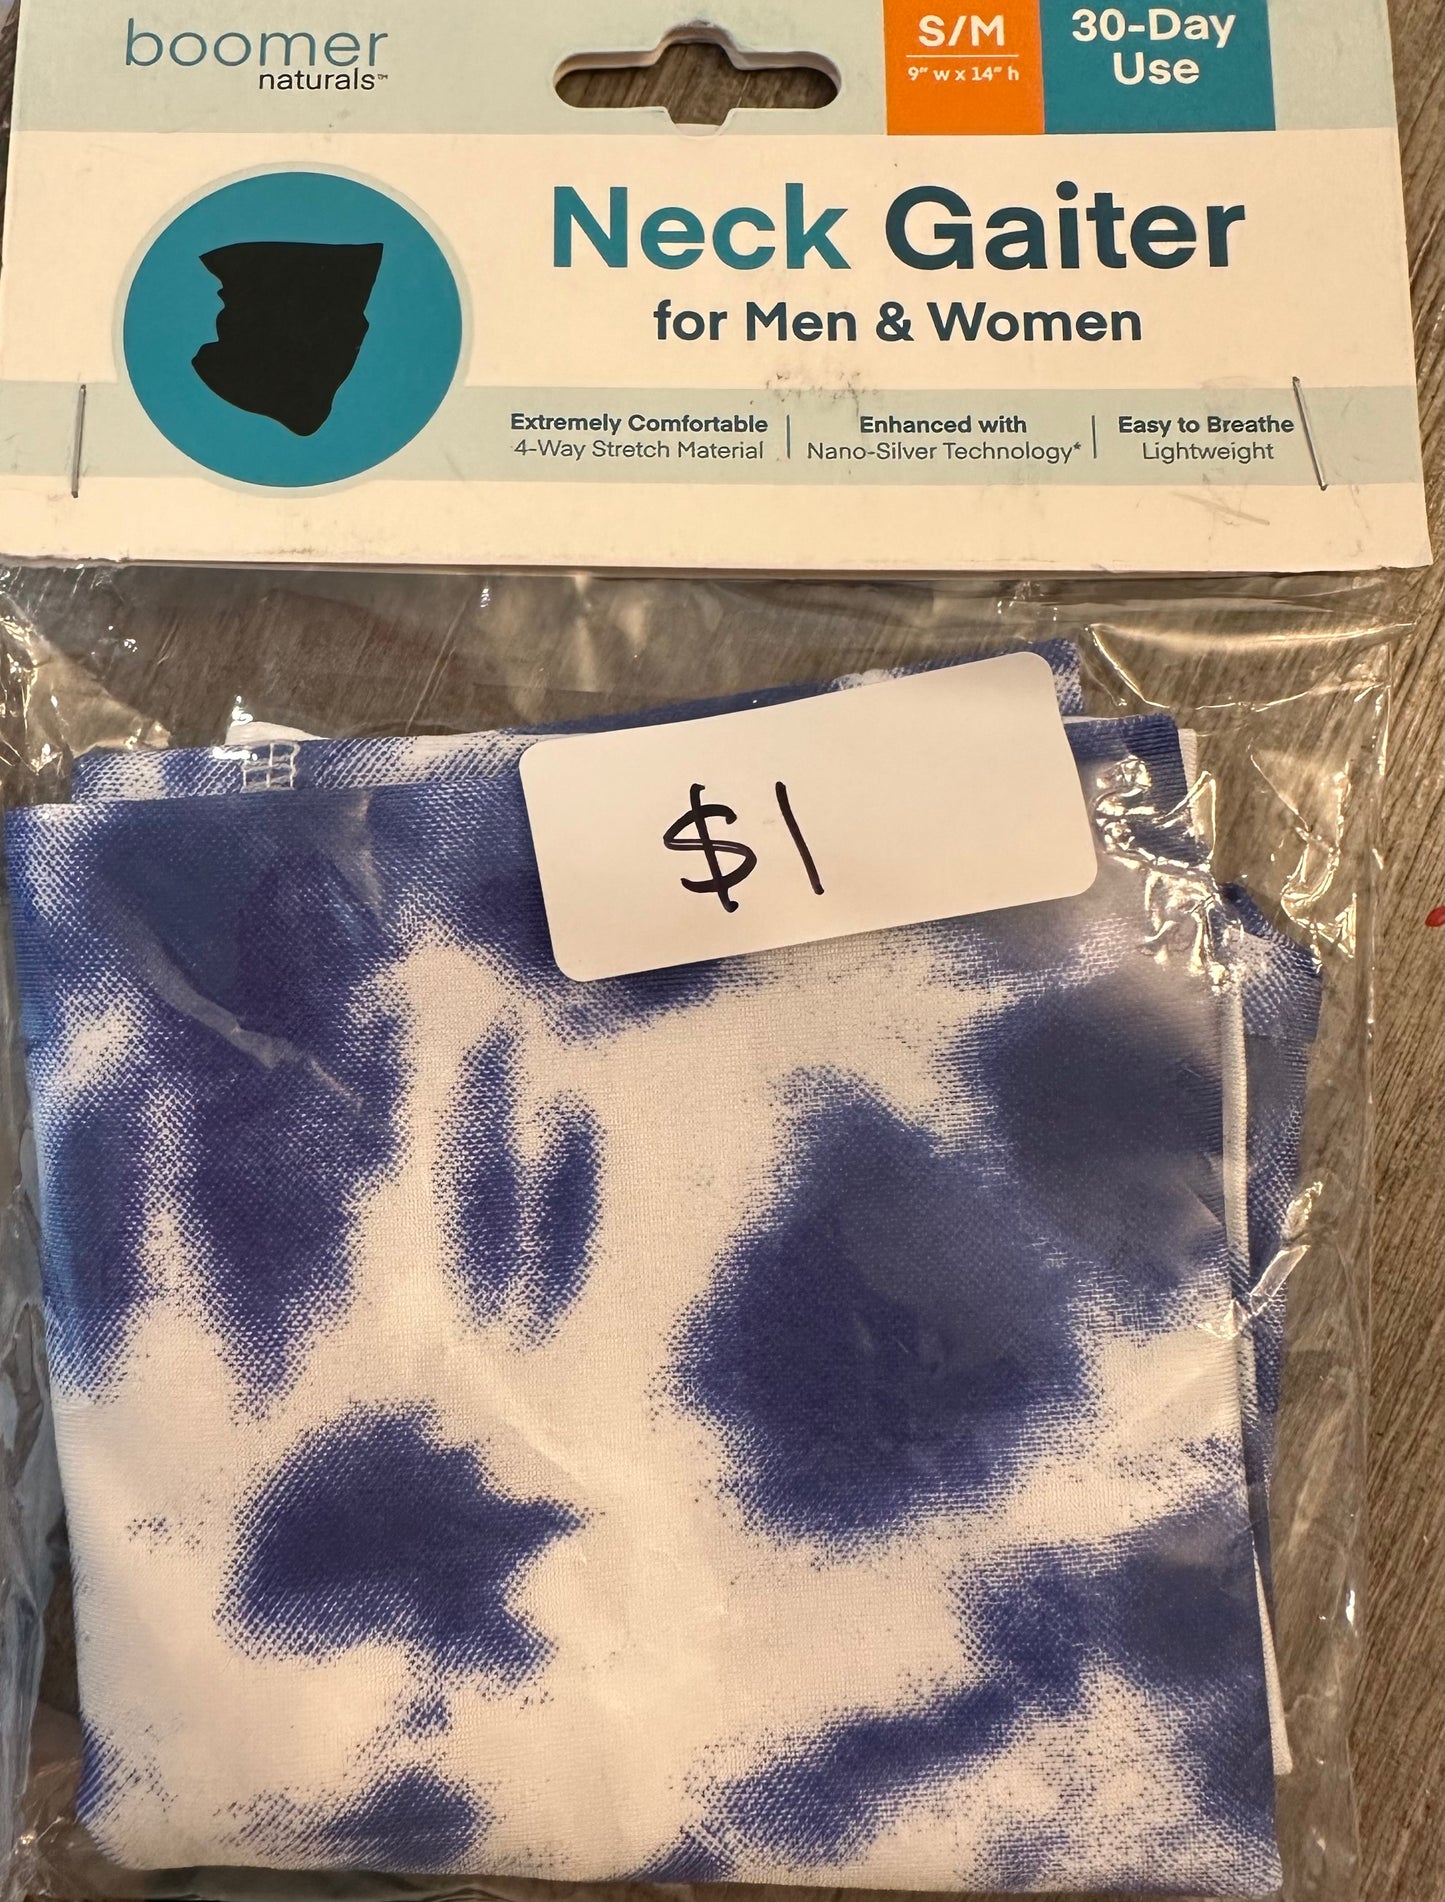 boomer
naturals™
S/M
9" w x 14" h
30-Day
Use
Neck Gaiter
for Men & Women
Extremely Comfortable
4-Way Stretch Material
Enhanced with
Nano-Silver Technology*
Easy to Breathe
Lightweight
$1